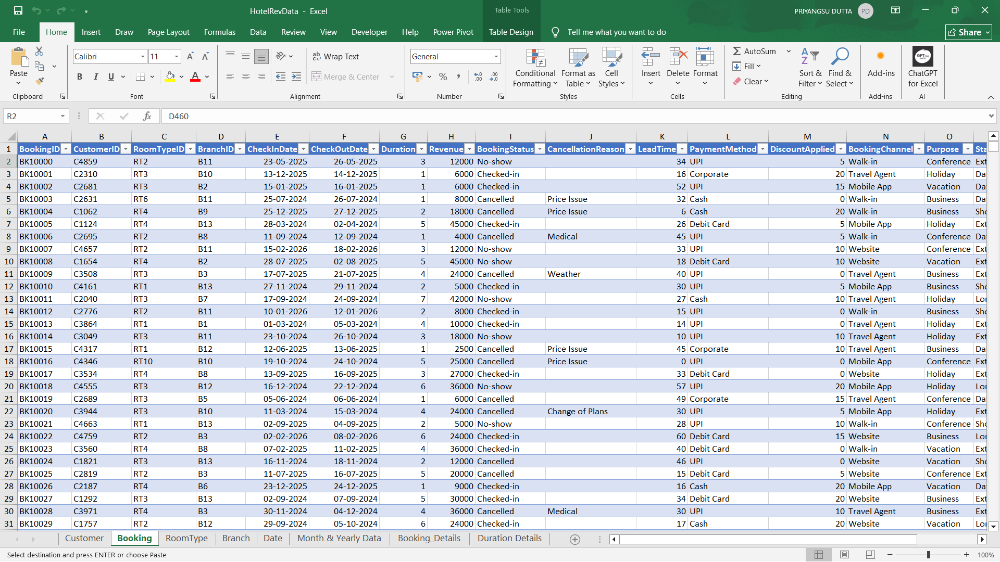 HotelRevData - Excel
Table Tools
PRIYANGSU DUTTA PD
File Home Insert Draw Page Layout Formulas Data Review View Developer Help Power Pivot Table Design Tell me what you want to do Share
Calibri 11 Wrap Text General AutoSum
Paste Conditional Formatting Format as Table Cell Styles Insert Delete Format Fill Sort & Filter Find & Select Add-ins ChatGPT for Excel
B I U Merge & Center % Clear
Clipboard Font Alignment Number Styles Cells Editing Add-ins AI
R2 fx D460
A B C D E F G H I J K L M N O
1 BookingID CustomerID RoomTypeID BranchID CheckInDate CheckOutDate Duration Revenue BookingStatus CancellationReason LeadTime PaymentMethod DiscountApplied BookingChannel Purpose Sta
2 BK10000 C4859 RT2 B11 23-05-2025 26-05-2025 3 12000 No-show 34 UPI 5 Walk-in Conference Ext
3 BK10001 C2310 RT3 B10 13-12-2025 14-12-2025 1 6000 Checked-in 16 Corporate 20 Travel Agent Holiday Da
4 BK10002 C2681 RT3 B2 15-01-2025 16-01-2025 1 6000 Checked-in 52 UPI 15 Mobile App Vacation Da
5 BK10003 C2631 RT6 B11 25-07-2024 26-07-2024 1 8000 Cancelled Price Issue 32 Cash 0 Walk-in Business Da
6 BK10004 C1062 RT4 B9 25-12-2025 27-12-2025 2 18000 Cancelled Price Issue 6 Cash 20 Walk-in Business Sho
7 BK10005 C1124 RT4 B13 28-03-2024 02-04-2024 5 45000 Checked-in 26 Debit Card 5 Mobile App Holiday Ext
8 BK10006 C2695 RT2 B8 11-09-2024 12-09-2024 1 4000 Cancelled Medical 45 UPI 5 Walk-in Conference Da
9 BK10007 C4657 RT2 B11 15-02-2026 18-02-2026 3 12000 No-show 33 UPI 10 Website Conference Ext
10 BK10008 C1654 RT4 B2 28-07-2025 02-08-2025 5 45000 No-show 18 Debit Card 10 Website Vacation Ext
11 BK10009 C3508 RT3 B3 17-07-2025 21-07-2025 4 24000 Cancelled Weather 40 UPI 0 Travel Agent Business Ext
12 BK10010 C4161 RT1 B13 27-11-2024 29-11-2024 2 5000 Checked-in 30 UPI 5 Mobile App Business Sho
13 BK10011 C2040 RT3 B7 17-09-2024 24-09-2024 7 42000 No-show 27 Cash 10 Travel Agent Holiday Lo
14 BK10012 C2776 RT2 B11 10-01-2026 12-01-2026 2 8000 Checked-in 15 UPI 0 Walk-in Business Sho
15 BK10013 C3864 RT1 B1 01-03-2024 05-03-2024 4 10000 Checked-in 14 UPI 0 Travel Agent Holiday Ext
16 BK10014 C3049 RT3 B11 23-10-2024 26-10-2024 3 18000 No-show 10 UPI 10 Travel Agent Holiday Ext
17 BK10015 C4317 RT1 B12 12-06-2025 13-06-2025 1 2500 Cancelled Price Issue 45 Corporate 10 Travel Agent Business Da
18 BK10016 C4346 RT10 B10 19-10-2024 24-10-2024 5 25000 Cancelled Price Issue 0 UPI 0 Mobile App Conference Ext
19 BK10017 C3534 RT4 B8 13-09-2025 16-09-2025 3 27000 Checked-in 33 Debit Card 0 Website Holiday Ext
20 BK10018 C4555 RT3 B12 16-12-2024 22-12-2024 6 36000 No-show 57 UPI 20 Mobile App Holiday Lo
21 BK10019 C2689 RT3 B5 05-06-2024 06-06-2024 1 6000 Cancelled 49 Corporate 15 Travel Agent Conference Da
22 BK10020 C3944 RT3 B10 11-03-2024 15-03-2024 4 24000 Cancelled Change of Plans 30 UPI 5 Mobile App Holiday Ext
23 BK10021 C4663 RT1 B13 02-09-2025 04-09-2025 2 5000 No-show 28 UPI 10 Walk-in Conference Sho
24 BK10022 C4759 RT2 B3 02-02-2026 08-02-2026 6 24000 Checked-in 60 Debit Card 15 Website Business Lo
25 BK10023 C3560 RT4 B8 07-02-2025 11-02-2025 4 36000 Checked-in 40 Debit Card 0 Walk-in Vacation Ext
26 BK10024 C1821 RT3 B13 16-11-2024 18-11-2024 2 12000 Cancelled 46 UPI 0 Website Vacation Sho
27 BK10025 C2819 RT2 B3 11-07-2025 16-07-2025 5 20000 Cancelled 15 Debit Card 5 Website Conference Ext
28 BK10026 C2187 RT4 B6 23-12-2025 24-12-2025 1 9000 Checked-in 16 Cash 20 Mobile App Vacation Da
29 BK10027 C1292 RT3 B13 02-09-2024 07-09-2024 5 30000 Checked-in 34 Debit Card 20 Website Business Ext
30 BK10028 C3971 RT4 B3 30-11-2024 04-12-2024 4 36000 Cancelled Medical 30 UPI 10 Travel Agent Business Ext
31 BK10029 C1757 RT2 B12 29-09-2024 05-10-2024 6 24000 Checked-in 17 Cash 20 Website Vacation Lo
Customer Booking RoomType Branch Date Month & Yearly Data Booking_Details Duration Details
Select destination and press ENTER or choose Paste 100%